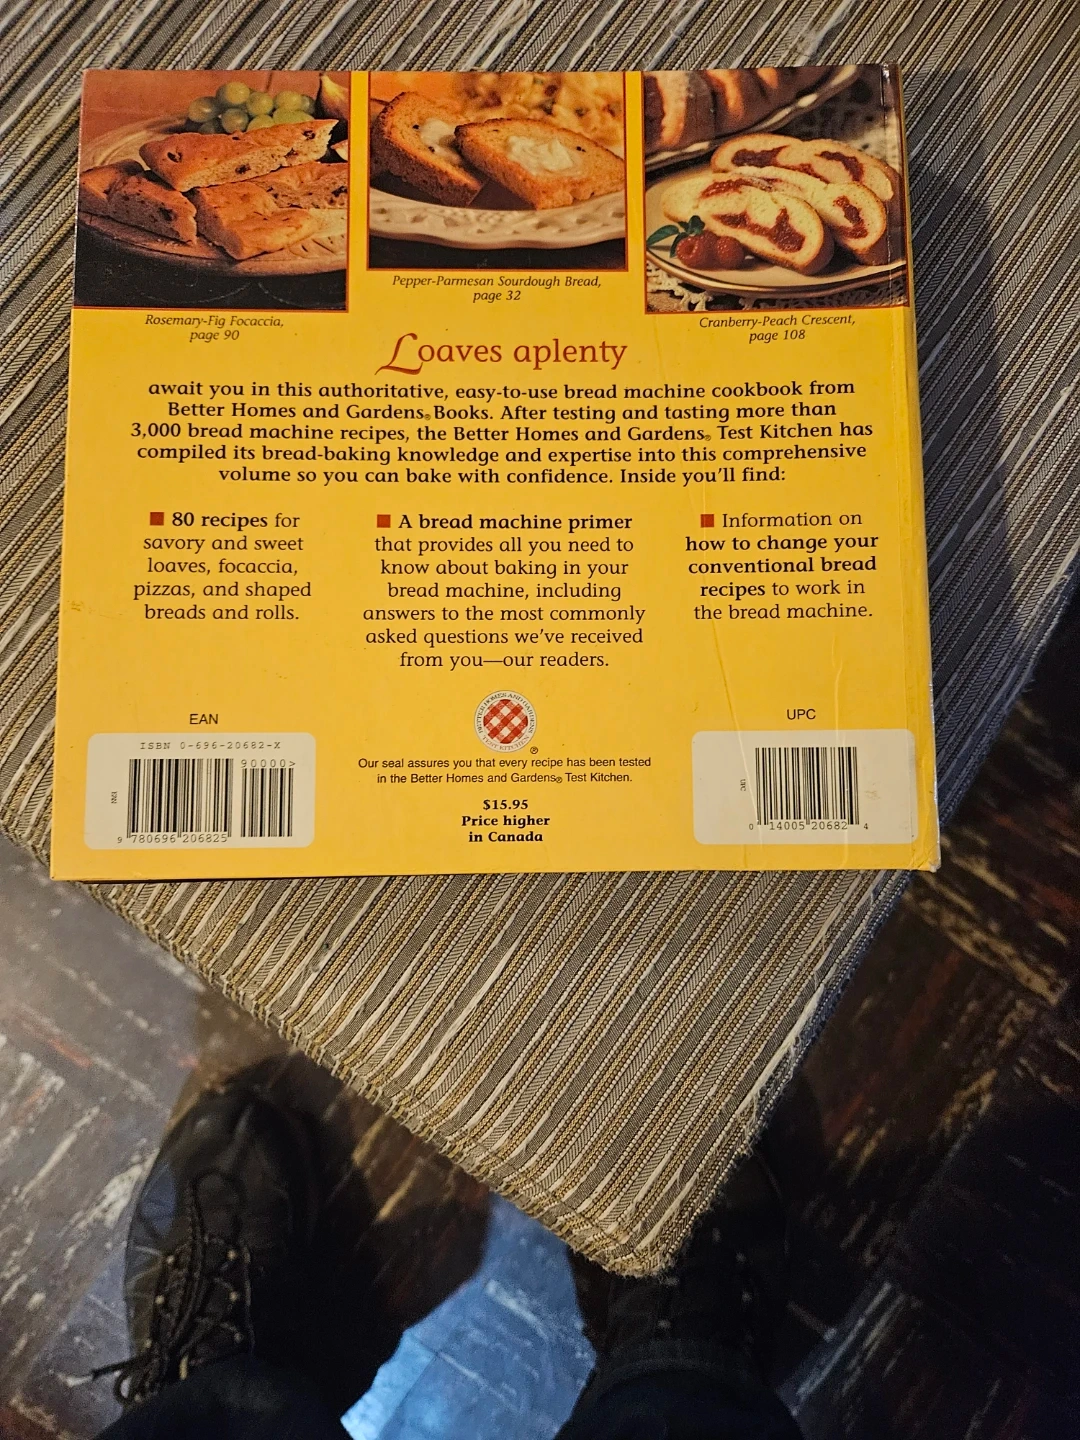 Pepper-Parmesan Sourdough Bread,
page 32
Rosemary-Fig Focaccia,
page 90
Cranberry-Peach Crescent,
page 108
Loaves aplenty
await you in this authoritative, easy-to-use bread machine cookbook from
Better Homes and Gardens® Books. After testing and tasting more than
3,000 bread machine recipes, the Better Homes and Gardens® Test Kitchen has
compiled its bread-baking knowledge and expertise into this comprehensive
volume so you can bake with confidence. Inside you'll find:
■ 80 recipes for
savory and sweet
loaves, focaccia,
pizzas, and shaped
breads and rolls.
■ A bread machine primer
that provides all you need to
know about baking in your
bread machine, including
answers to the most commonly
asked questions we've received
from you—our readers.
■ Information on
how to change your
conventional bread
recipes to work in
the bread machine.
EAN
ISBN 0-696-20682-X
90000>
9 780696 206825
BETTER HOMES AND GARDENS
TEST KITCHEN
®
Our seal assures you that every recipe has been tested
in the Better Homes and Gardens® Test Kitchen.
$15.95
Price higher
in Canada
UPC
UPC
0 14005 20682 4